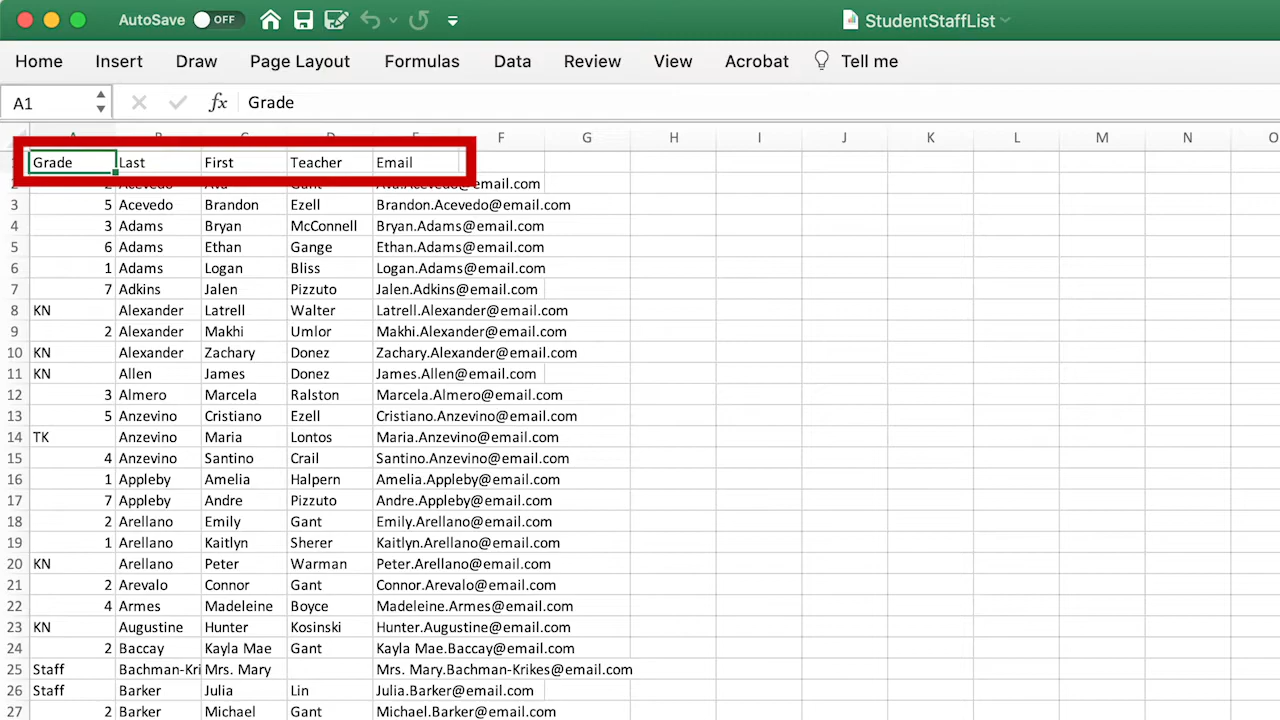 AutoSave OFF StudentStaffList
Home Insert Draw Page Layout Formulas Data Review View Acrobat Tell me
A1 fx Grade
F G H I J K L M N O
Grade Last First Teacher Email
2 2 Acevedo Ava Gant Ava.Acevedo@email.com
3 5 Acevedo Brandon Ezell Brandon.Acevedo@email.com
4 3 Adams Bryan McConnell Bryan.Adams@email.com
5 6 Adams Ethan Gange Ethan.Adams@email.com
6 1 Adams Logan Bliss Logan.Adams@email.com
7 7 Adkins Jalen Pizzuto Jalen.Adkins@email.com
8 KN Alexander Latrell Walter Latrell.Alexander@email.com
9 2 Alexander Makhi Umlor Makhi.Alexander@email.com
10 KN Alexander Zachary Donez Zachary.Alexander@email.com
11 KN Allen James Donez James.Allen@email.com
12 3 Almero Marcela Ralston Marcela.Almero@email.com
13 5 Anzevino Cristiano Ezell Cristiano.Anzevino@email.com
14 TK Anzevino Maria Lontos Maria.Anzevino@email.com
15 4 Anzevino Santino Crail Santino.Anzevino@email.com
16 1 Appleby Amelia Halpern Amelia.Appleby@email.com
17 7 Appleby Andre Pizzuto Andre.Appleby@email.com
18 2 Arellano Emily Gant Emily.Arellano@email.com
19 1 Arellano Kaitlyn Sherer Kaitlyn.Arellano@email.com
20 KN Arellano Peter Warman Peter.Arellano@email.com
21 2 Arevalo Connor Gant Connor.Arevalo@email.com
22 4 Armes Madeleine Boyce Madeleine.Armes@email.com
23 KN Augustine Hunter Kosinski Hunter.Augustine@email.com
24 2 Baccay Kayla Mae Gant Kayla Mae.Baccay@email.com
25 Staff Bachman-Kri Mrs. Mary Mrs. Mary.Bachman-Krikes@email.com
26 Staff Barker Julia Lin Julia.Barker@email.com
27 2 Barker Michael Gant Michael.Barker@email.com